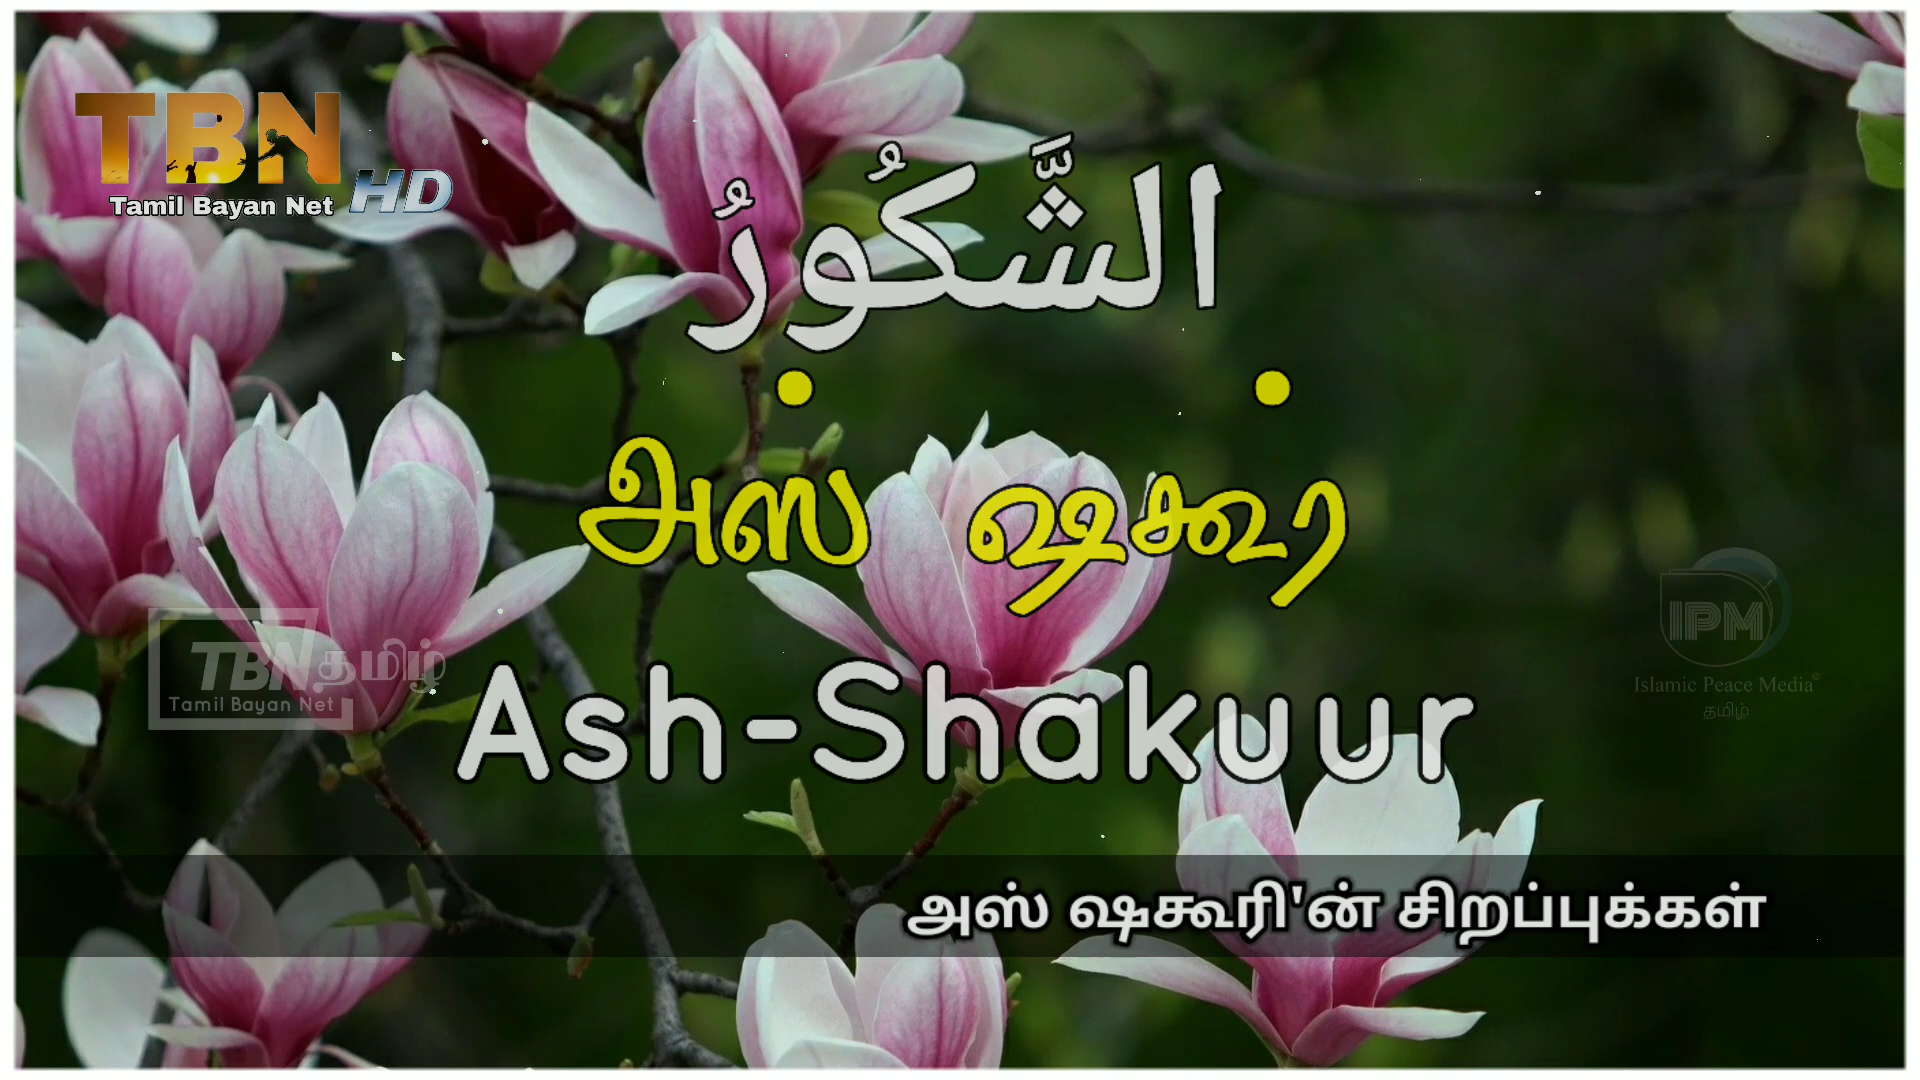 TBN HD
Tamil Bayan Net
الشَّكُورُ
அஸ் ஷகூர்
TBN தமிழ்
Tamil Bayan Net
IPM
Islamic Peace Media
தமிழ்
Ash-Shakuur
அஸ் ஷகூரி'ன் சிறப்புக்கள்